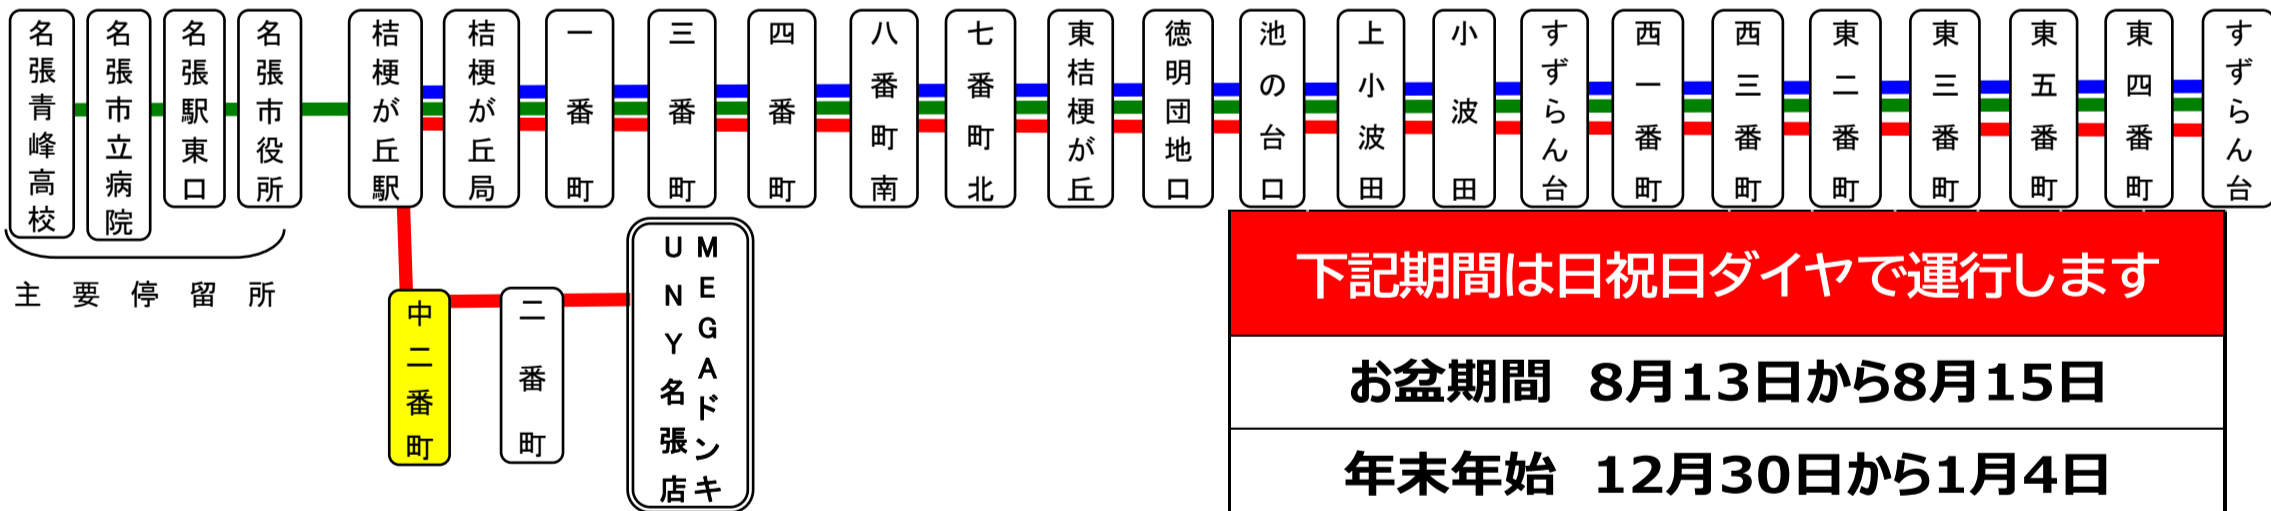 名張青峰高校
名張市立病院
名張駅東口
名張市役所
桔梗が丘駅
桔梗が丘局
一番町
三番町
四番町
八番町南
七番町北
東桔梗が丘
徳明団地口
池の台口
上小波田
小波田
すずらん台
西一番町
西三番町
東二番町
東三番町
東五番町
東四番町
すずらん台
主要停留所
中二番町
二番町
MEGAドンキ
UNY名張店
下記期間は日祝日ダイヤで運行します
お盆期間 8月13日から8月15日
年末年始 12月30日から1月4日